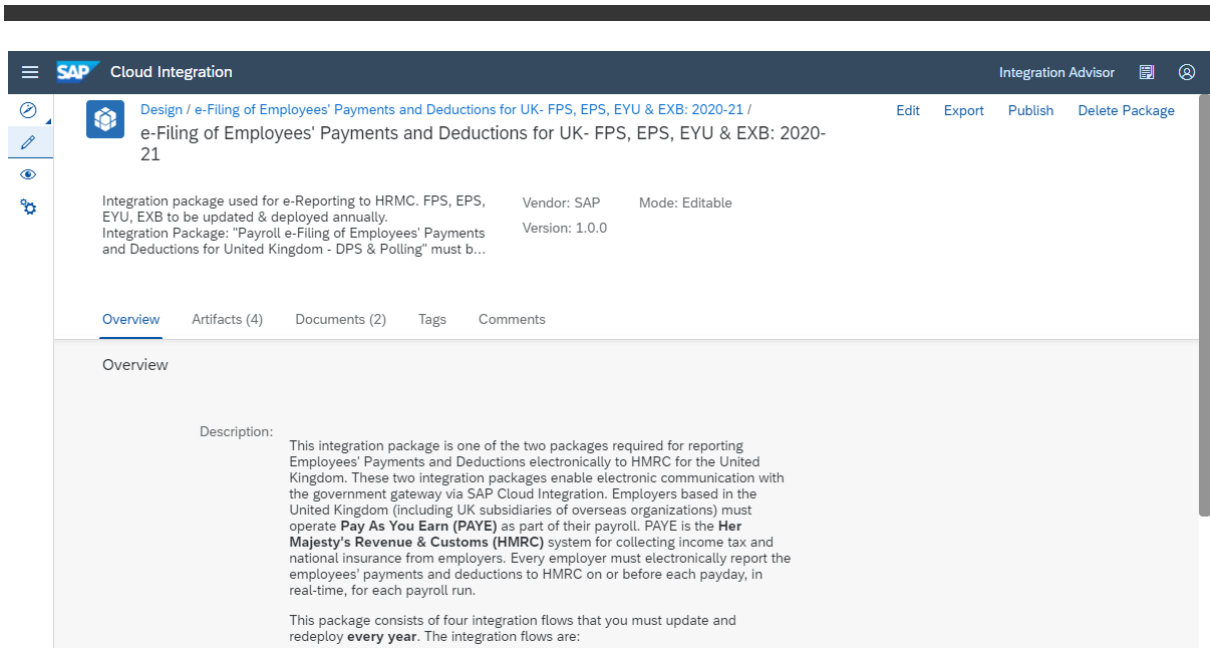 SAP Cloud Integration Integration Advisor
Design / e-Filing of Employees' Payments and Deductions for UK- FPS, EPS, EYU & EXB: 2020-21 /
Edit Export Publish Delete Package
e-Filing of Employees' Payments and Deductions for UK- FPS, EPS, EYU & EXB: 2020-
21
Integration package used for e-Reporting to HRMC. FPS, EPS,
EYU, EXB to be updated & deployed annually.
Integration Package: "Payroll e-Filing of Employees' Payments
and Deductions for United Kingdom - DPS & Polling" must b...
Vendor: SAP Mode: Editable
Version: 1.0.0
Overview Artifacts (4) Documents (2) Tags Comments
Overview
Description:
This integration package is one of the two packages required for reporting
Employees' Payments and Deductions electronically to HMRC for the United
Kingdom. These two integration packages enable electronic communication with
the government gateway via SAP Cloud Integration. Employers based in the
United Kingdom (including UK subsidiaries of overseas organizations) must
operate Pay As You Earn (PAYE) as part of their payroll. PAYE is the Her
Majesty's Revenue & Customs (HMRC) system for collecting income tax and
national insurance from employers. Every employer must electronically report the
employees' payments and deductions to HMRC on or before each payday, in
real-time, for each payroll run.
This package consists of four integration flows that you must update and
redeploy every year. The integration flows are: